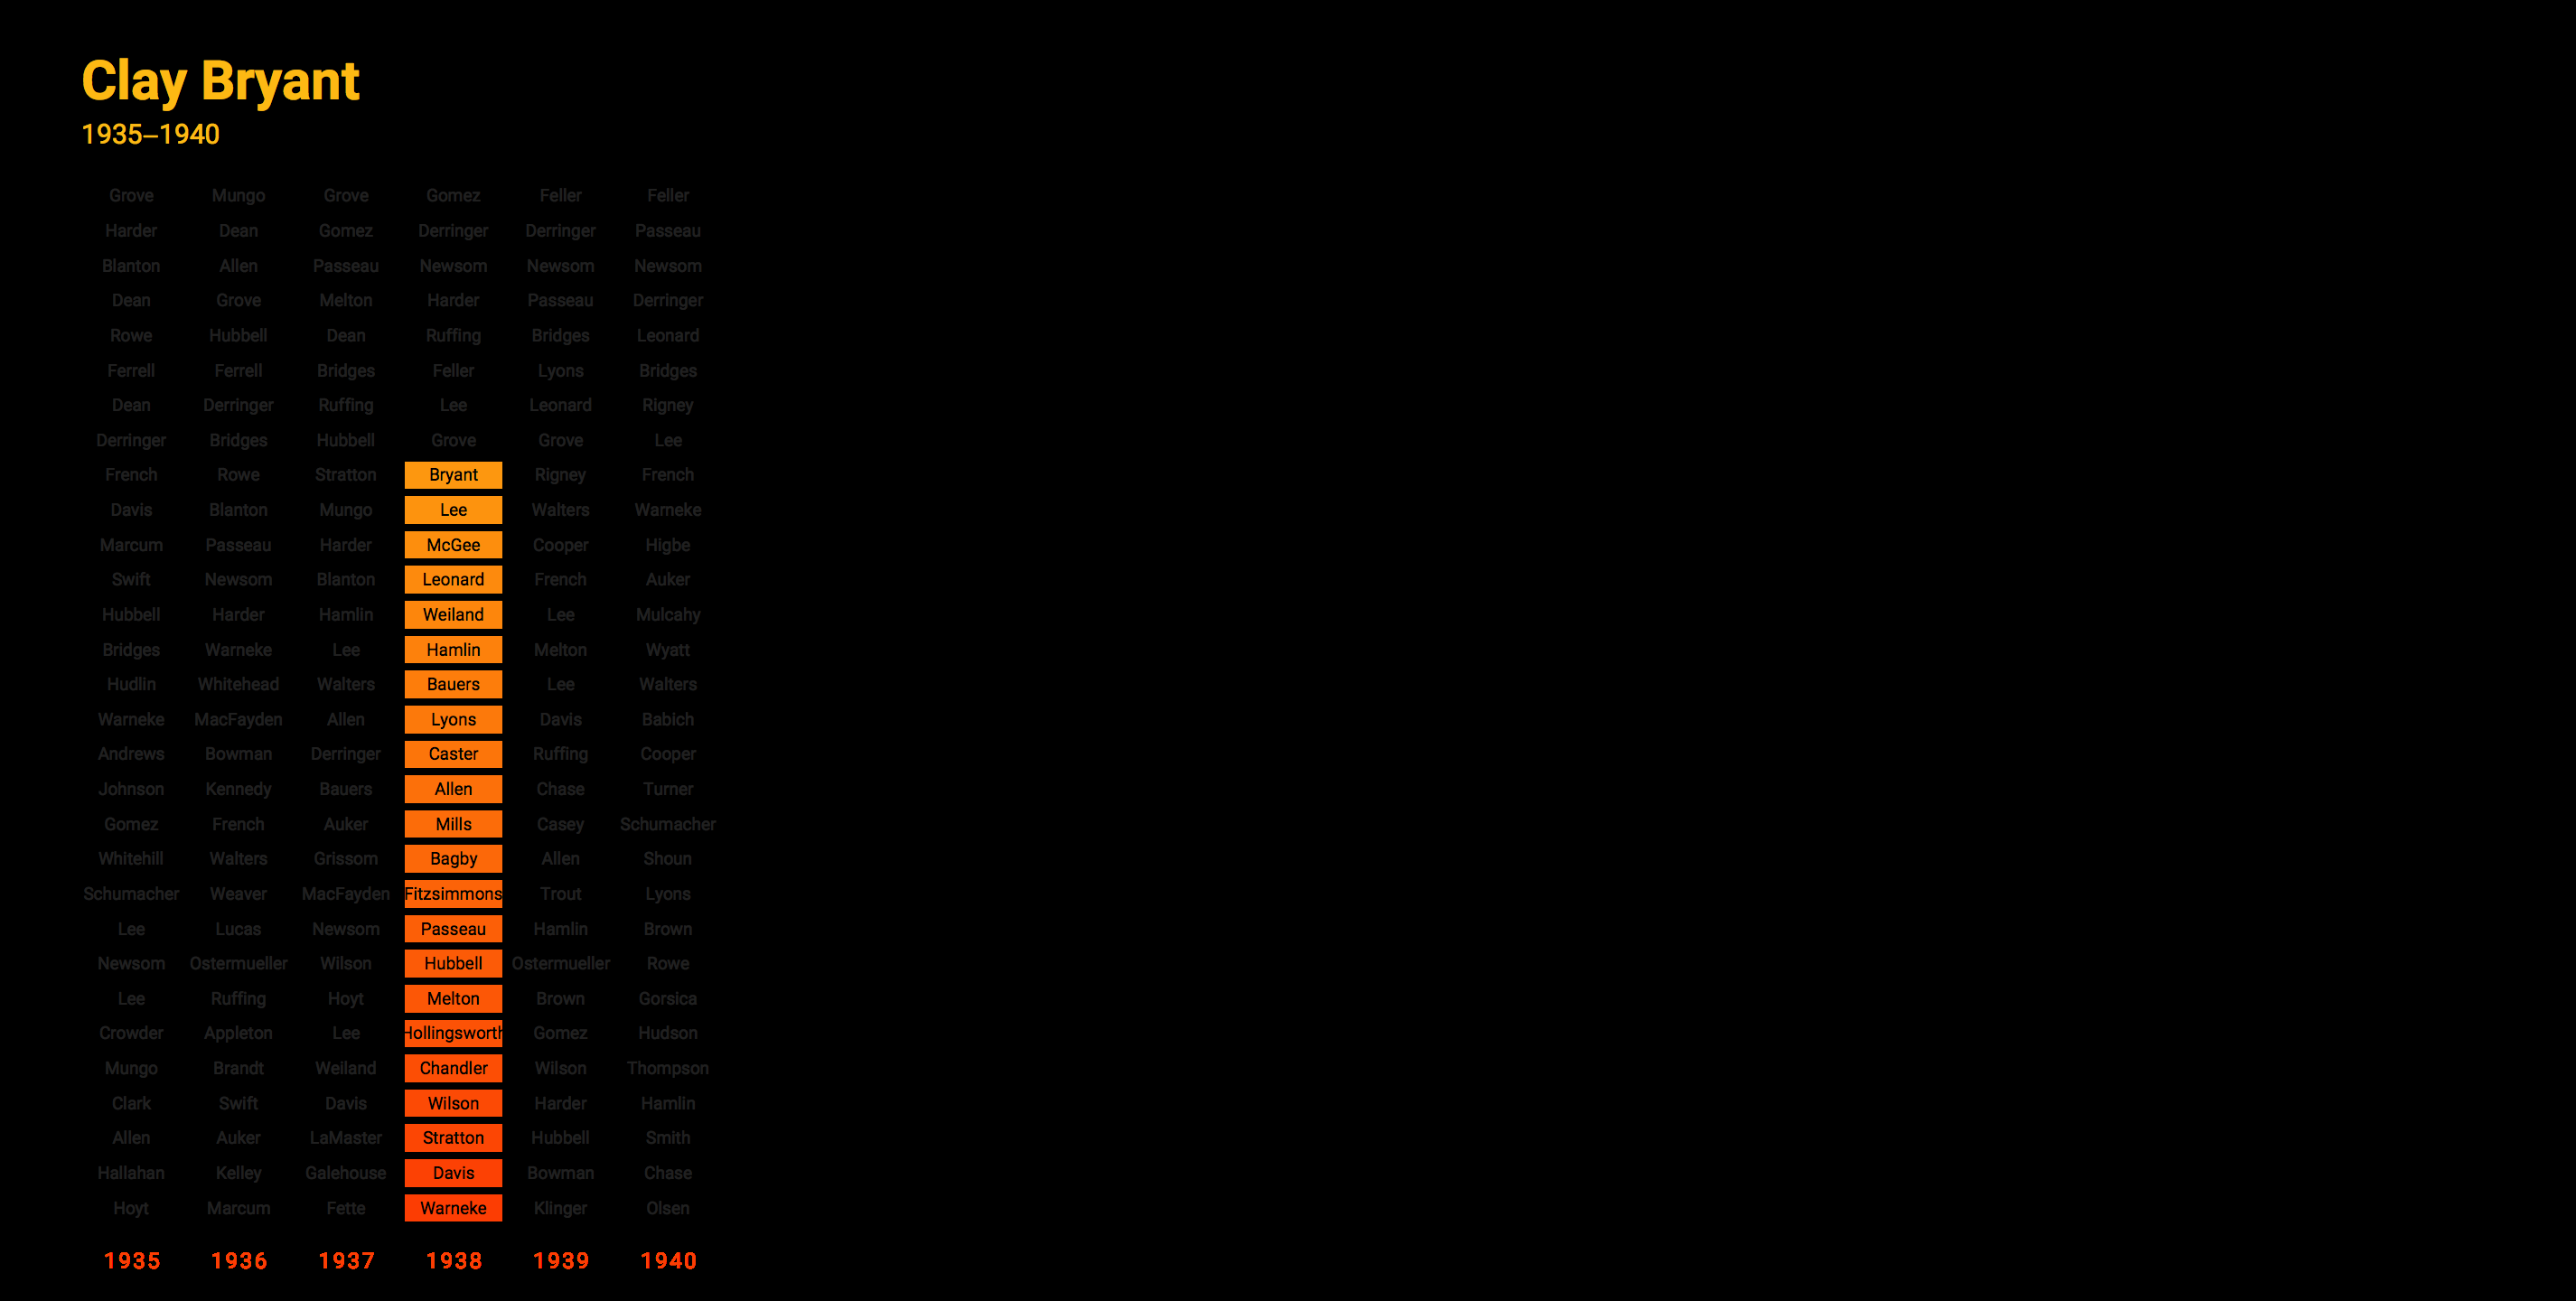 Clay Bryant
1935–1940
Grove Mungo Grove Gomez Feller Feller
Harder Dean Gomez Derringer Derringer Passeau
Blanton Allen Passeau Newsom Newsom Newsom
Dean Grove Melton Harder Passeau Derringer
Rowe Hubbell Dean Ruffing Bridges Leonard
Ferrell Ferrell Bridges Feller Lyons Bridges
Dean Derringer Ruffing Lee Leonard Rigney
Derringer Bridges Hubbell Grove Grove Lee
French Rowe Stratton Bryant Rigney French
Davis Blanton Mungo Lee Walters Warneke
Marcum Passeau Harder McGee Cooper Higbe
Swift Newsom Blanton Leonard French Auker
Hubbell Harder Hamlin Weiland Lee Mulcahy
Bridges Warneke Lee Hamlin Melton Wyatt
Hudlin Whitehead Walters Bauers Lee Walters
Warneke MacFayden Allen Lyons Davis Babich
Andrews Bowman Derringer Caster Ruffing Cooper
Johnson Kennedy Bauers Allen Chase Turner
Gomez French Auker Mills Casey Schumacher
Whitehill Walters Grissom Bagby Allen Shoun
Schumacher Weaver MacFayden Fitzsimmons Trout Lyons
Lee Lucas Newsom Passeau Hamlin Brown
Newsom Ostermueller Wilson Hubbell Ostermueller Rowe
Lee Ruffing Hoyt Melton Brown Gorsica
Crowder Appleton Lee Hollingsworth Gomez Hudson
Mungo Brandt Weiland Chandler Wilson Thompson
Clark Swift Davis Wilson Harder Hamlin
Allen Auker LaMaster Stratton Hubbell Smith
Hallahan Kelley Galehouse Davis Bowman Chase
Hoyt Marcum Fette Warneke Klinger Olsen
1935 1936 1937 1938 1939 1940